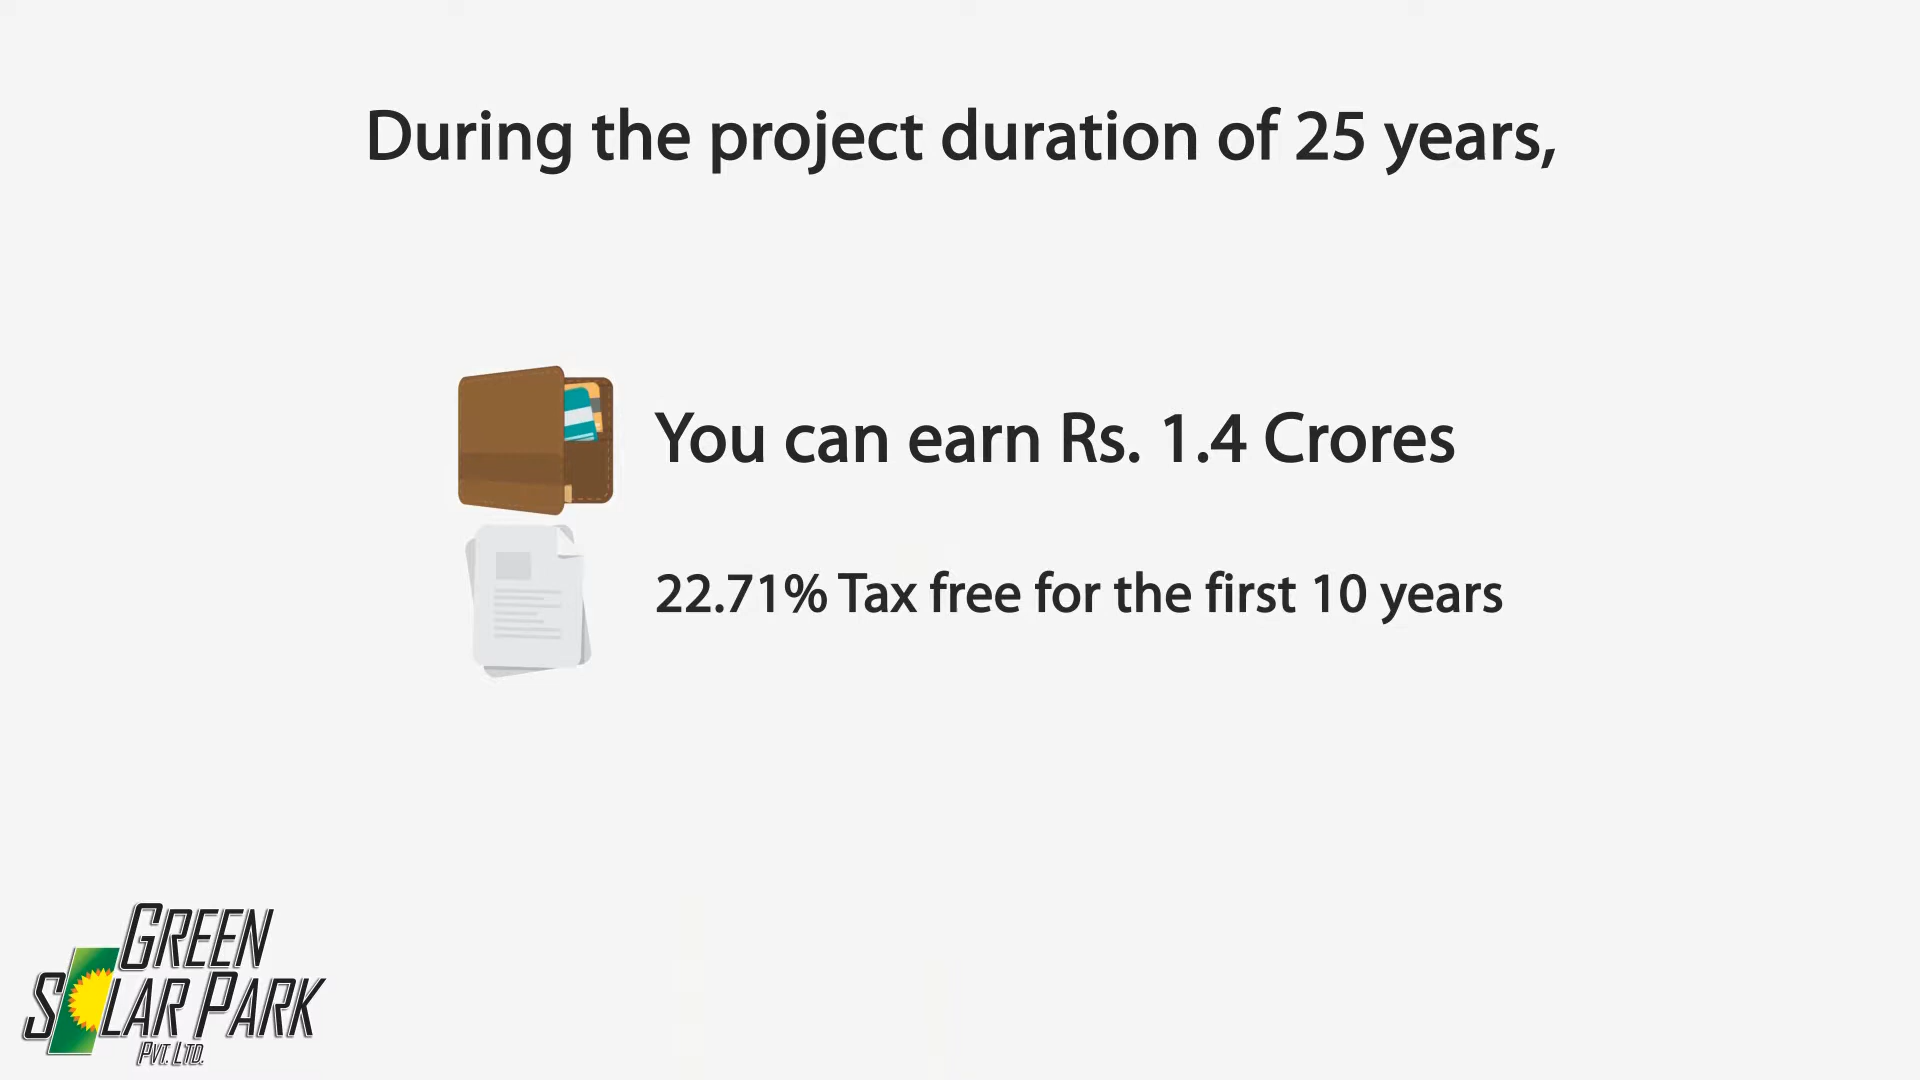 During the project duration of 25 years,
You can earn Rs. 1.4 Crores
22.71% Tax free for the first 10 years
GREEN
SOLAR PARK
PVT. LTD.